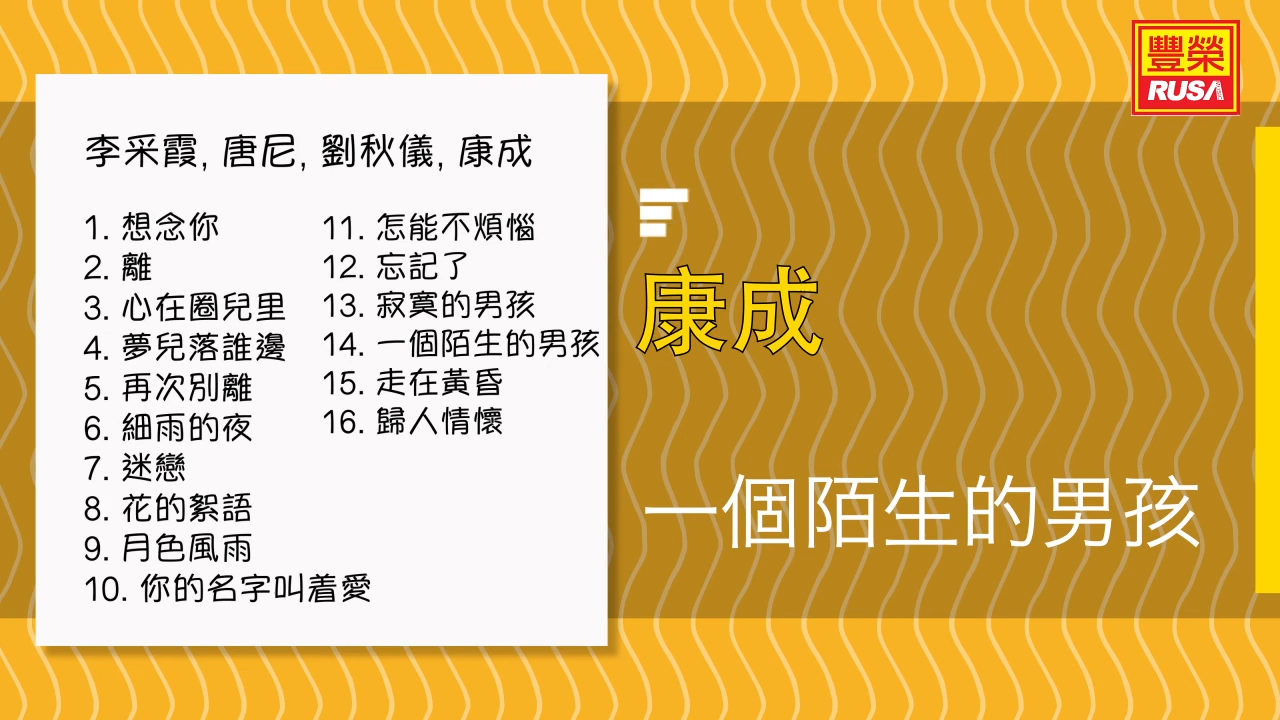 豐榮
RUSA
李采霞, 唐尼, 劉秋儀, 康成
1. 想念你
2. 離
3. 心在圈兒里
4. 夢兒落誰邊
5. 再次別離
6. 細雨的夜
7. 迷戀
8. 花的絮語
9. 月色風雨
10. 你的名字叫着愛
11. 怎能不煩惱
12. 忘記了
13. 寂寞的男孩
14. 一個陌生的男孩
15. 走在黃昏
16. 歸人情懷
康成
一個陌生的男孩